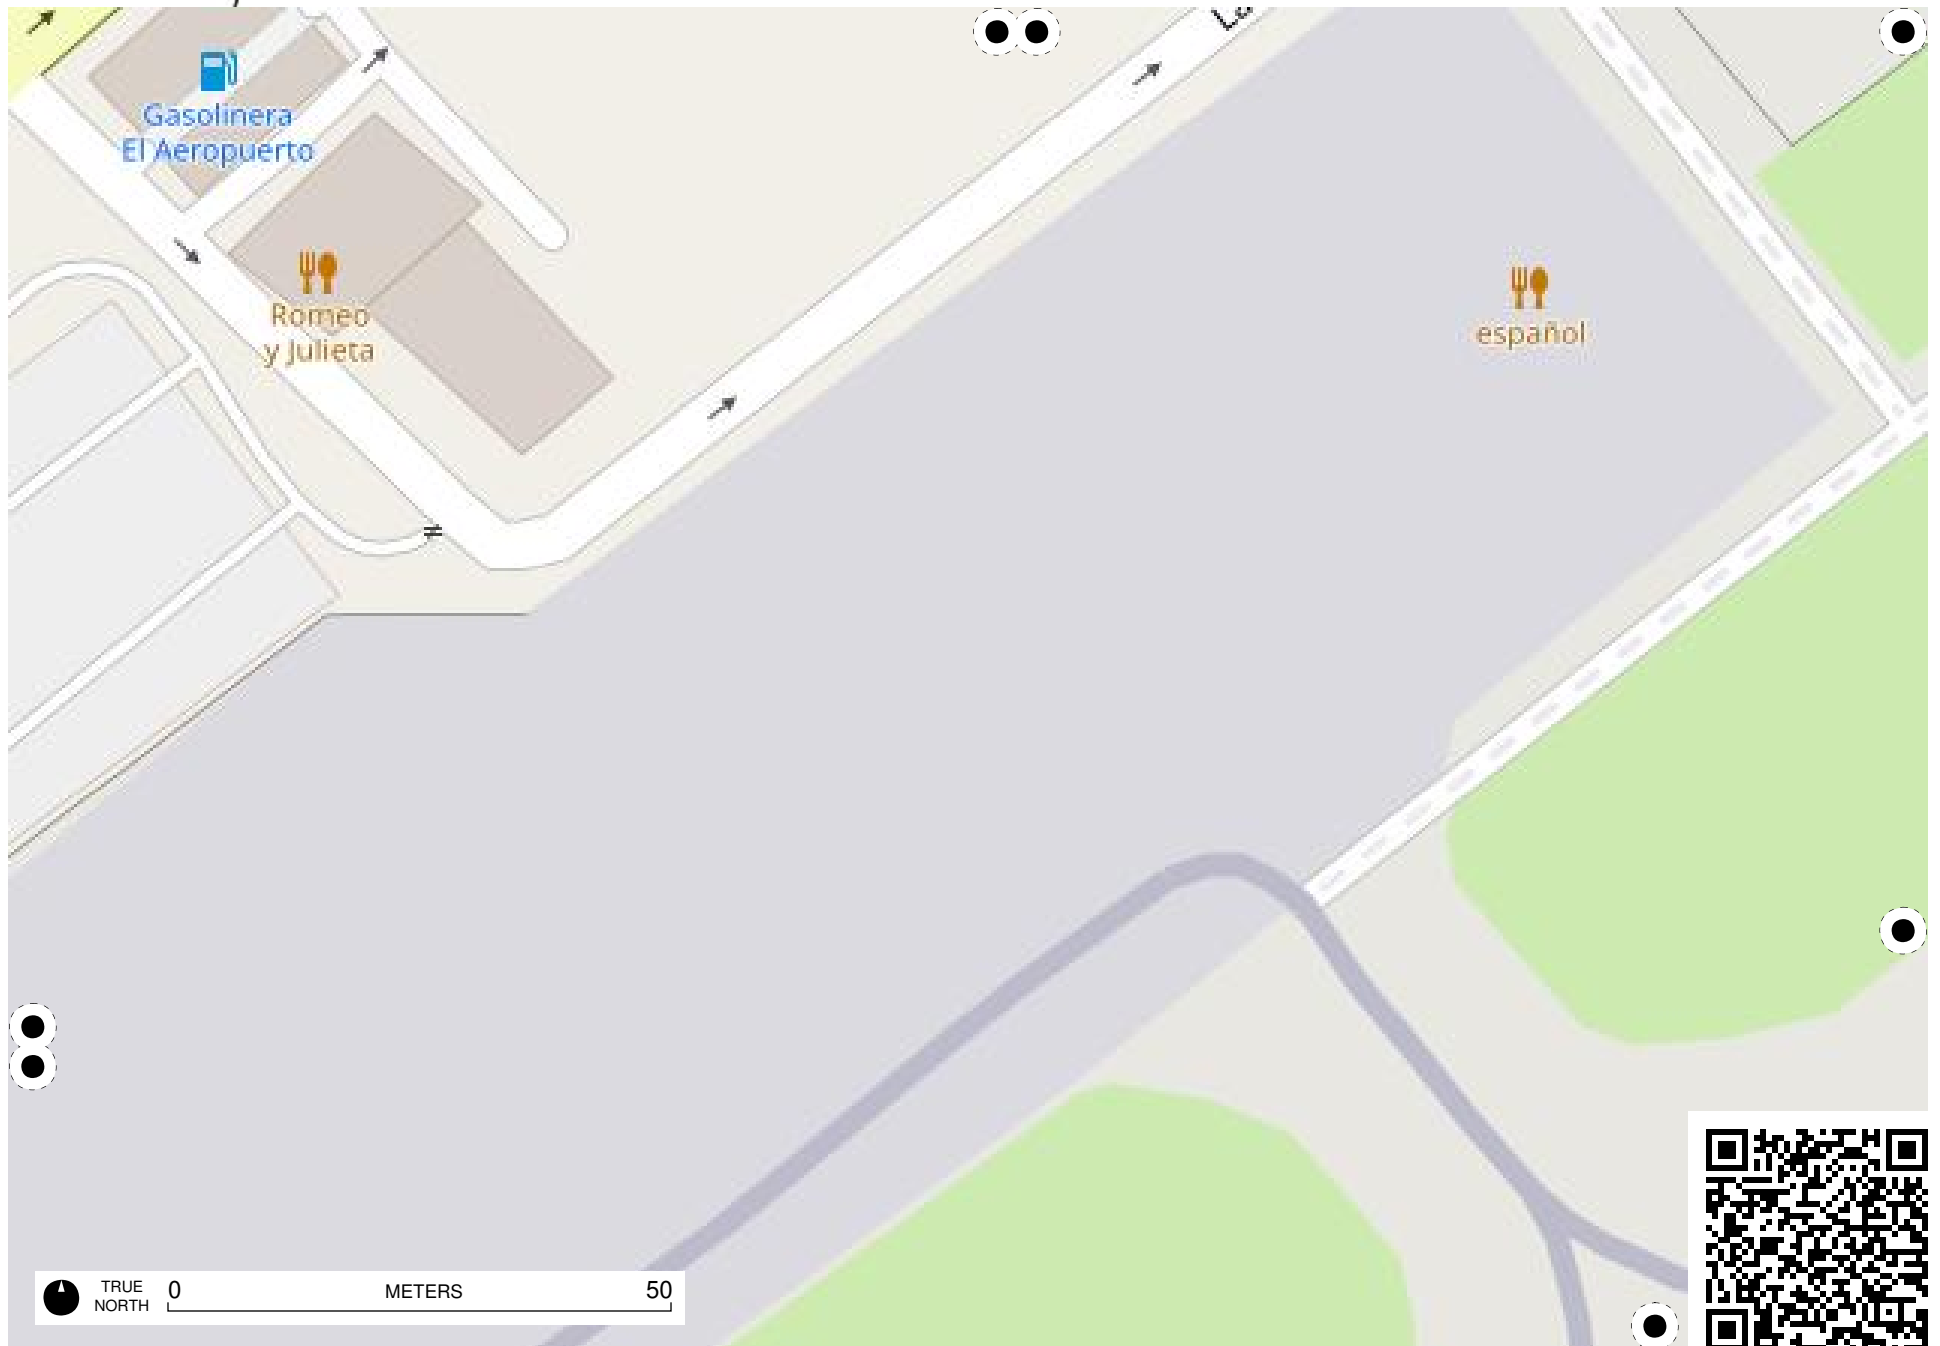 Gasolinera
El Aeropuerto
Romeo
y Julieta
español
TRUE
NORTH
0
METERS
50